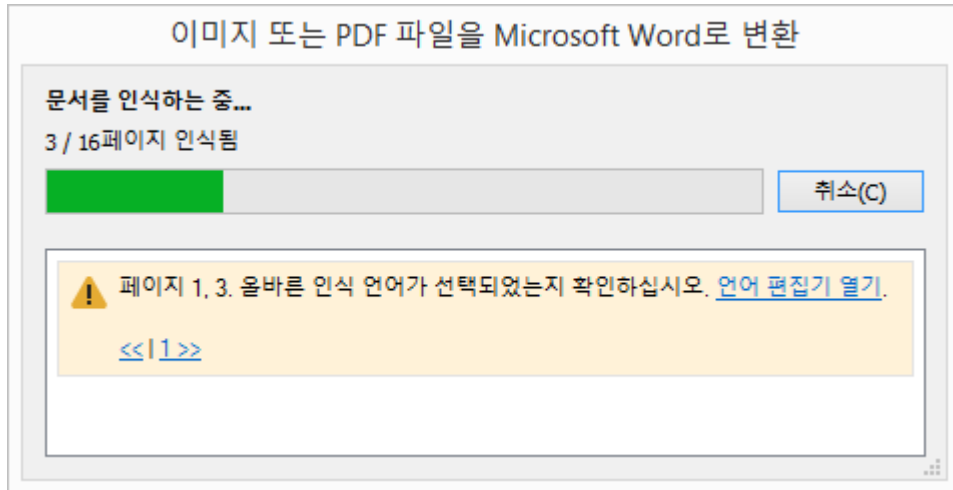 이미지 또는 PDF 파일을 Microsoft Word로 변환
문서를 인식하는 중...
3 / 16페이지 인식됨
취소(C)
페이지 1, 3. 올바른 인식 언어가 선택되었는지 확인하십시오. 언어 편집기 열기.
<< | 1 >>